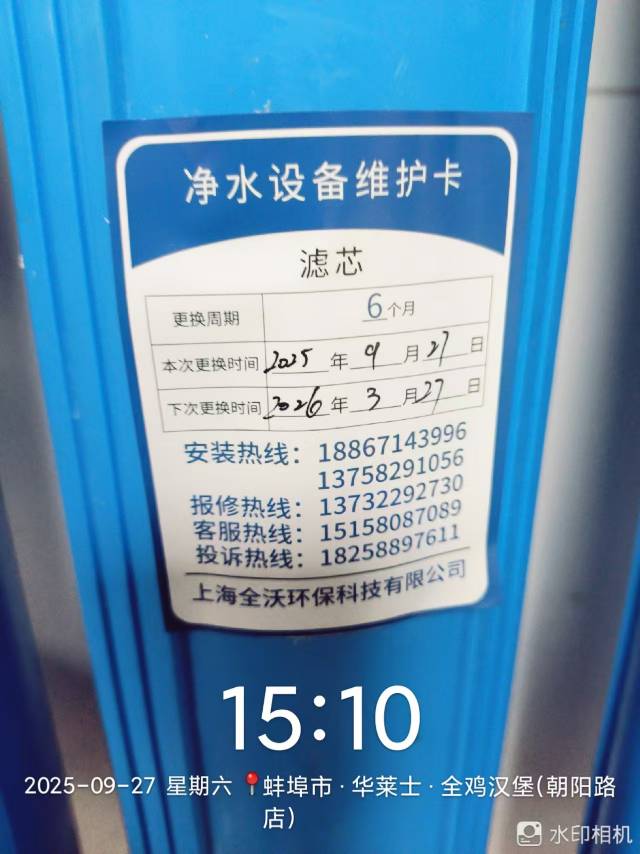 净水设备维护卡
滤芯
更换周期 6个月
本次更换时间 2025 年 9 月 27 日
下次更换时间 2026 年 3 月 27 日
安装热线：18867143996
13758291056
报修热线：13732292730
客服热线：15158087089
投诉热线：18258897611
上海全沃环保科技有限公司
15:10
2025-09-27 星期六 蚌埠市·华莱士·全鸡汉堡(朝阳路
店)
水印相机